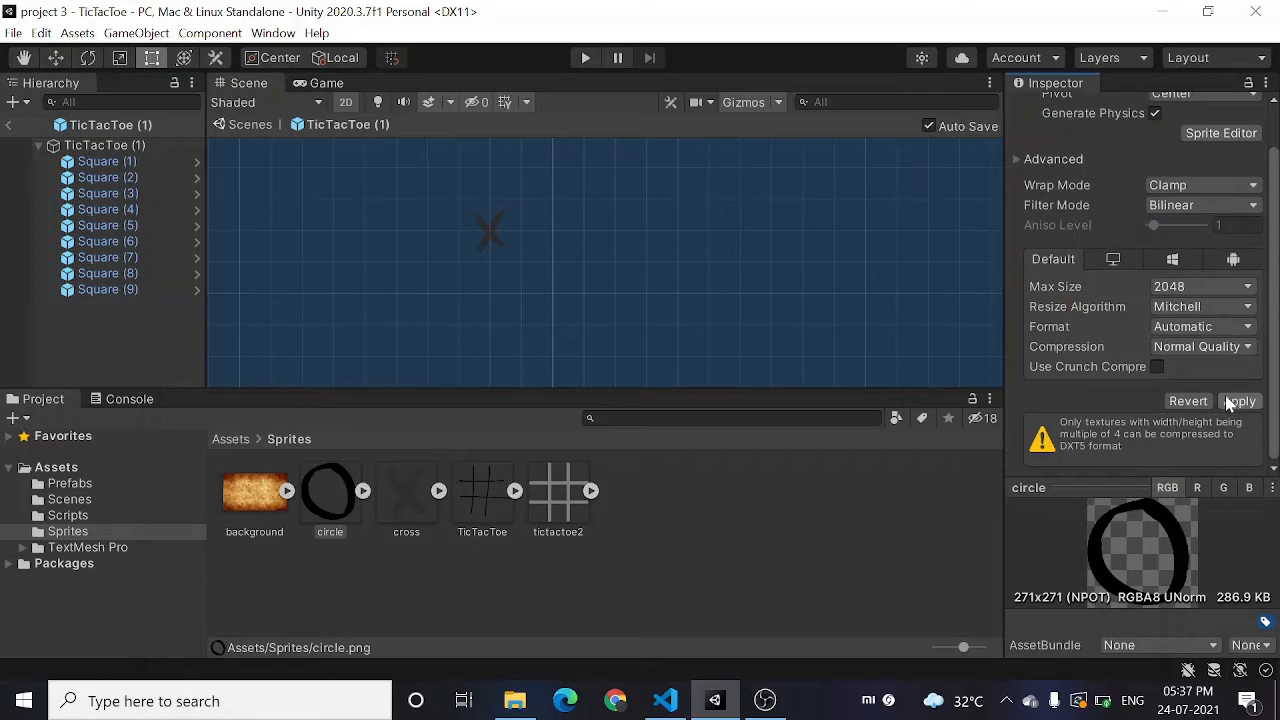 project 3 - TicTacToe - PC, Mac & Linux Standalone - Unity 2020.3.7f1 Personal <DX11>
File Edit Assets GameObject Component Window Help
Center Local Account Layers Layout
Hierarchy Scene Game Inspector
All Shaded 2D 0 Gizmos All Pivot Center
Generate Physics
TicTacToe (1) Scenes TicTacToe (1) Auto Save
Sprite Editor
TicTacToe (1)
Square (1)
Square (2)
Square (3)
Square (4)
Square (5)
Square (6)
Square (7)
Square (8)
Square (9)
Advanced
Wrap Mode Clamp
Filter Mode Bilinear
Aniso Level 1
Default
Max Size 2048
Resize Algorithm Mitchell
Format Automatic
Compression Normal Quality
Use Crunch Compre
Revert Apply
Only textures with width/height being
multiple of 4 can be compressed to
DXT5 format
Project Console
18
Favorites
Assets
Prefabs
Scenes
Scripts
Sprites
TextMesh Pro
Packages
Assets > Sprites
background circle cross TicTacToe tictactoe2
Assets/Sprites/circle.png
circle RGB R G B
271x271 (NPOT) RGBA8 UNorm 286.9 KB
AssetBundle None None
Type here to search
32°C ENG 05:37 PM
24-07-2021